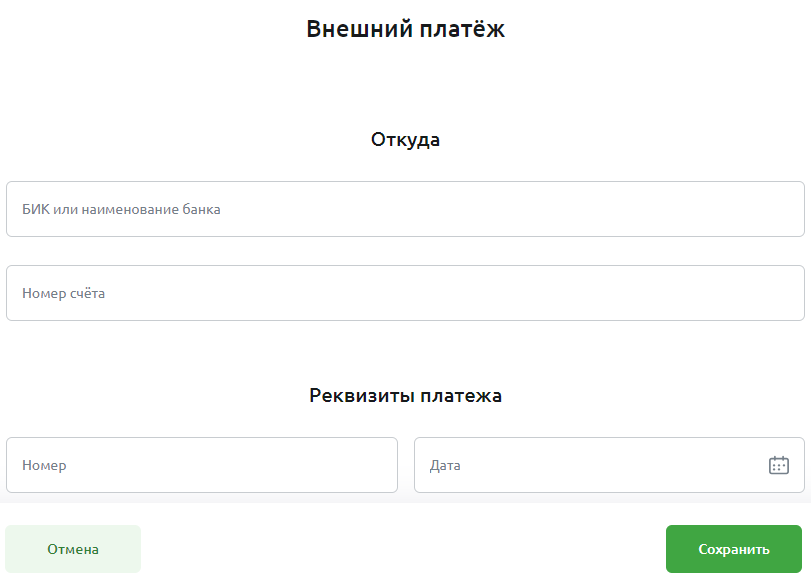 Внешний платёж
Откуда
БИК или наименование банка
Номер счёта
Реквизиты платежа
Номер
Дата
Отмена
Сохранить